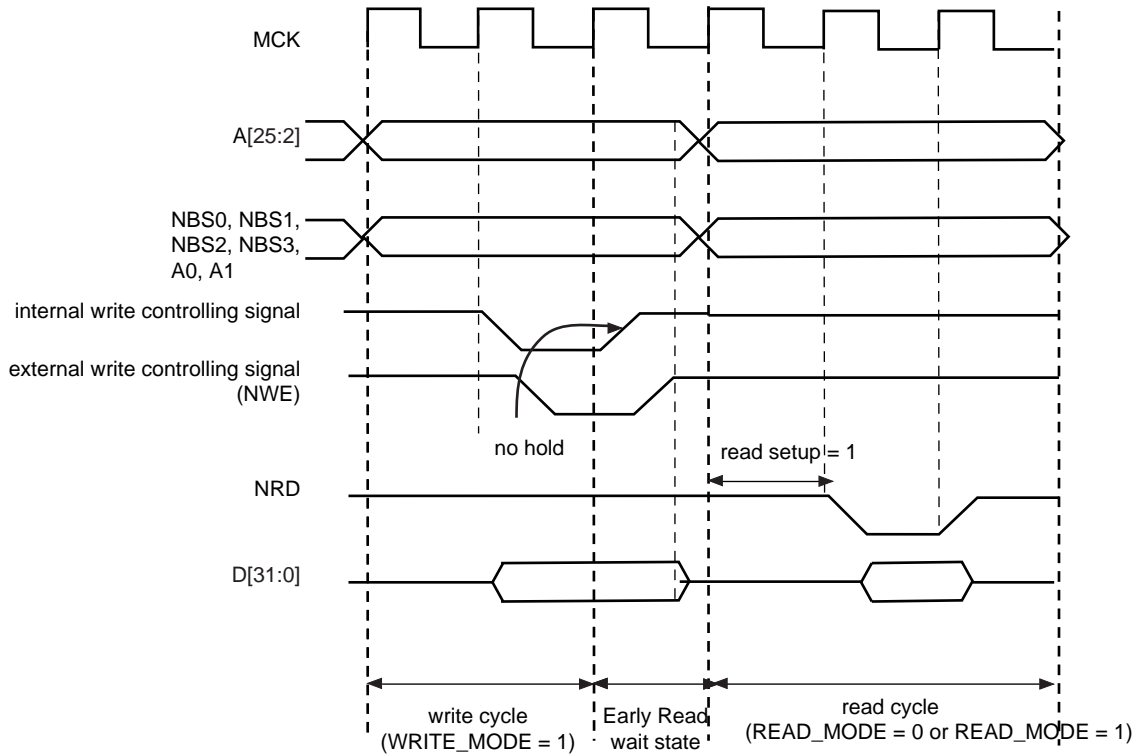 MCK
A[25:2]
NBS0, NBS1,
NBS2, NBS3,
A0, A1
internal write controlling signal
external write controlling signal
(NWE)
no hold
read setup = 1
NRD
D[31:0]
write cycle
(WRITE_MODE = 1)
Early Read
wait state
read cycle
(READ_MODE = 0 or READ_MODE = 1)